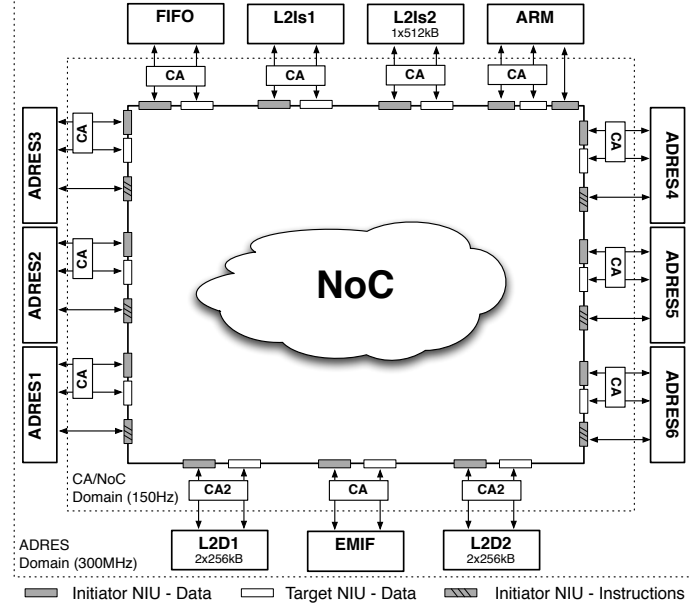 FIFO
L2Is1
L2Is2
1x512kB
ARM
CA
CA
CA
CA
ADRES3
CA
CA
ADRES4
ADRES2
CA
NoC
CA
ADRES5
ADRES1
CA
CA
ADRES6
CA/NoC
Domain (150Hz)
CA2
CA
CA2
ADRES
Domain (300MHz)
L2D1
2x256kB
EMIF
L2D2
2x256kB
Initiator NIU - Data
Target NIU - Data
Initiator NIU - Instructions